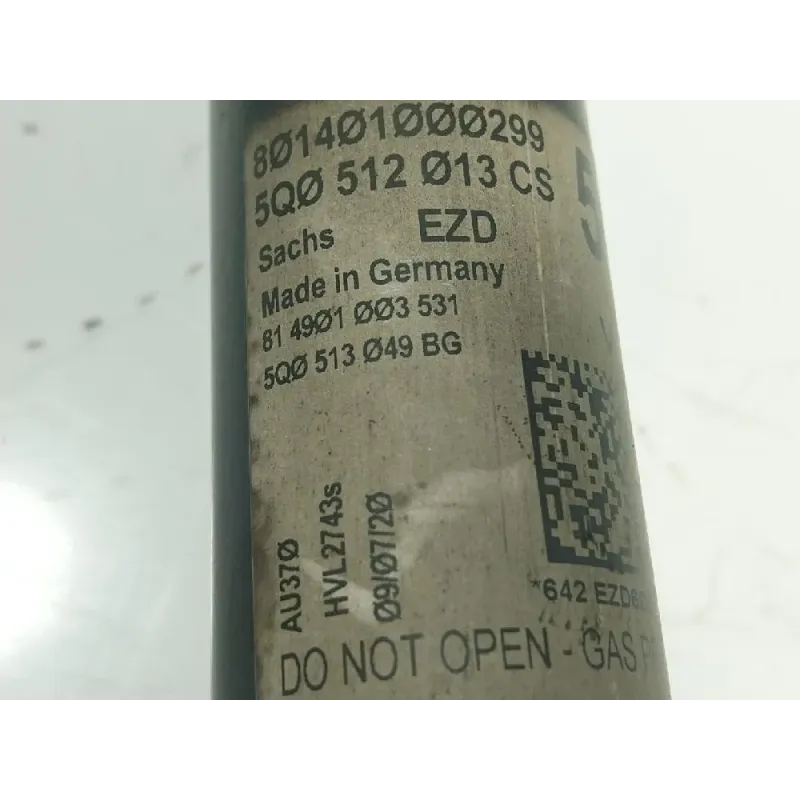 8Ø14Ø1ØØØ299
5QØ 512 Ø13 CS
5
Sachs EZD
Made in Germany
81 49Ø1 ØØ3 531
5QØ 513 Ø49 BG
AU37Ø
HVL2743s
Ø9/Ø7/2Ø
*642 EZD
DO NOT OPEN - GAS